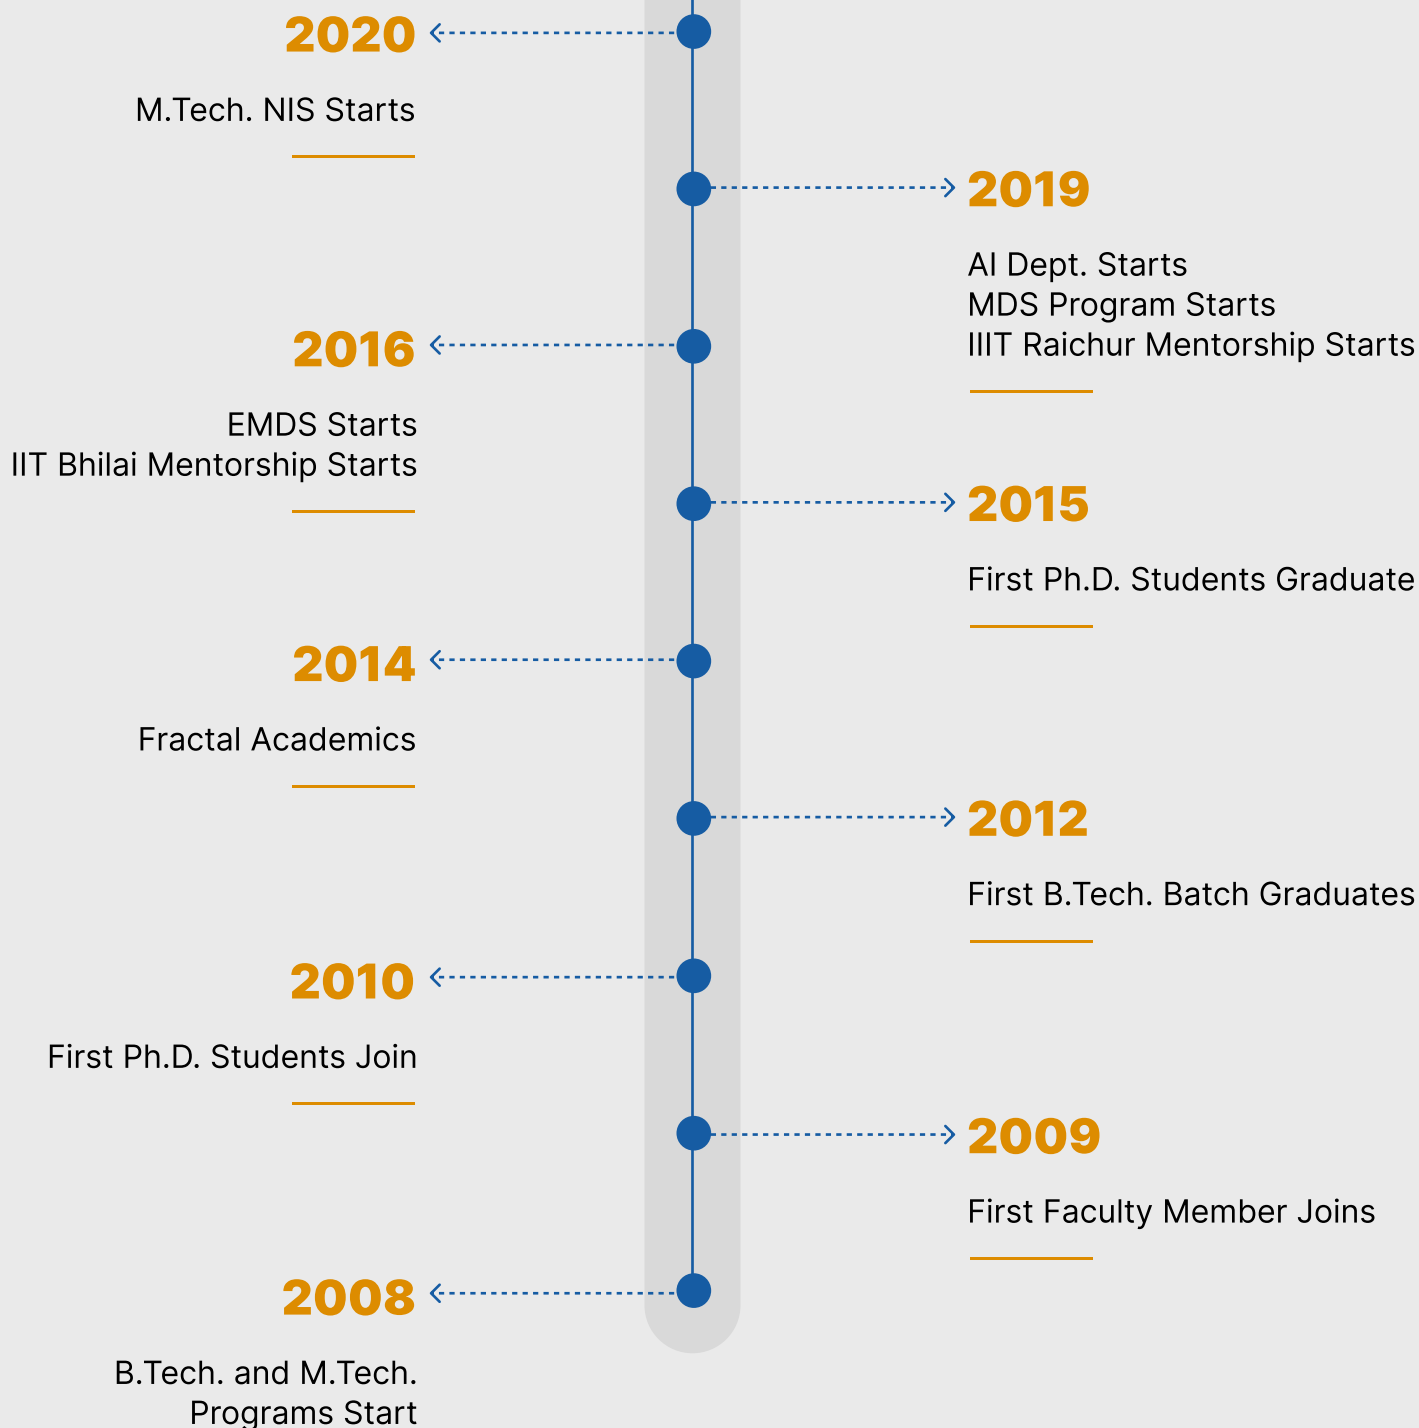 2020
M.Tech. NIS Starts
2019
AI Dept. Starts
MDS Program Starts
IIIT Raichur Mentorship Starts
2016
EMDS Starts
IIT Bhilai Mentorship Starts
2015
First Ph.D. Students Graduate
2014
Fractal Academics
2012
First B.Tech. Batch Graduates
2010
First Ph.D. Students Join
2009
First Faculty Member Joins
2008
B.Tech. and M.Tech.
Programs Start